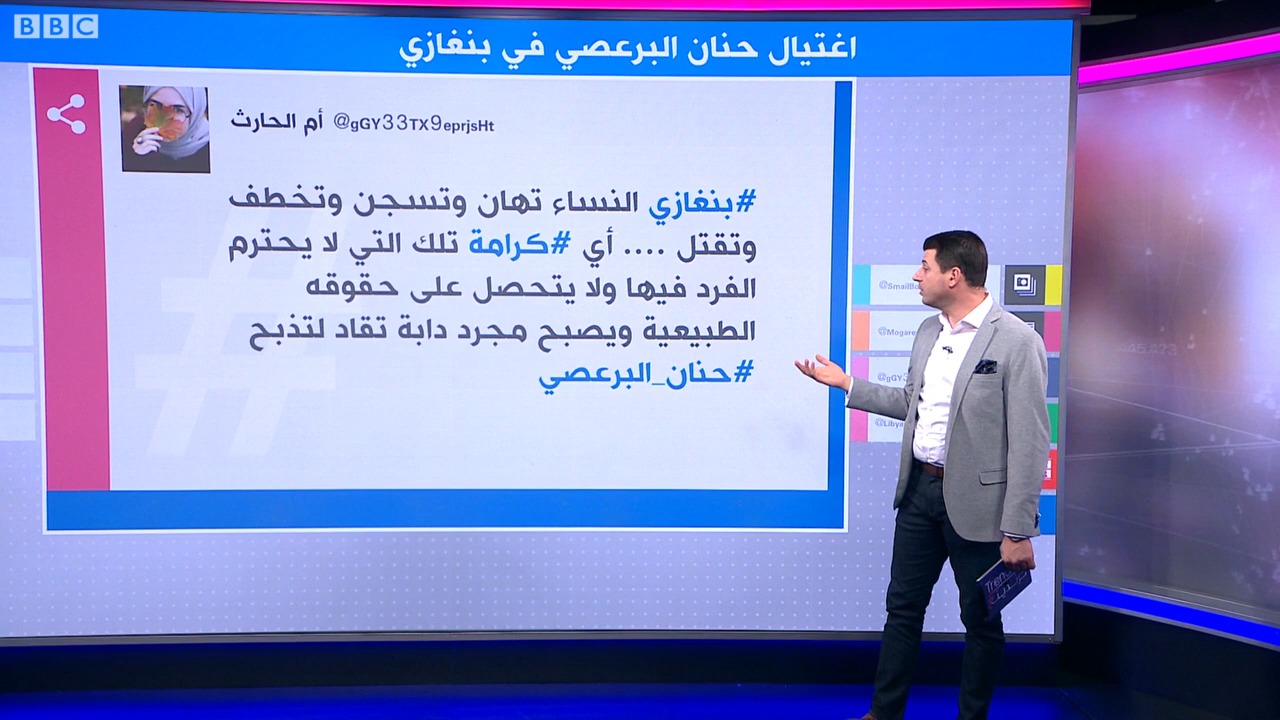 BBC
اغتيال حنان البرعصي في بنغازي
أم الحارث @gGY33TX9eprjsHt
#بنغازي النساء تهان وتسجن وتخطف
وتقتل .... أي #كرامة تلك التي لا يحترم
الفرد فيها ولا يتحصل على حقوقه
الطبيعية ويصبح مجرد دابة تقاد لتذبح
#حنان_البرعصي